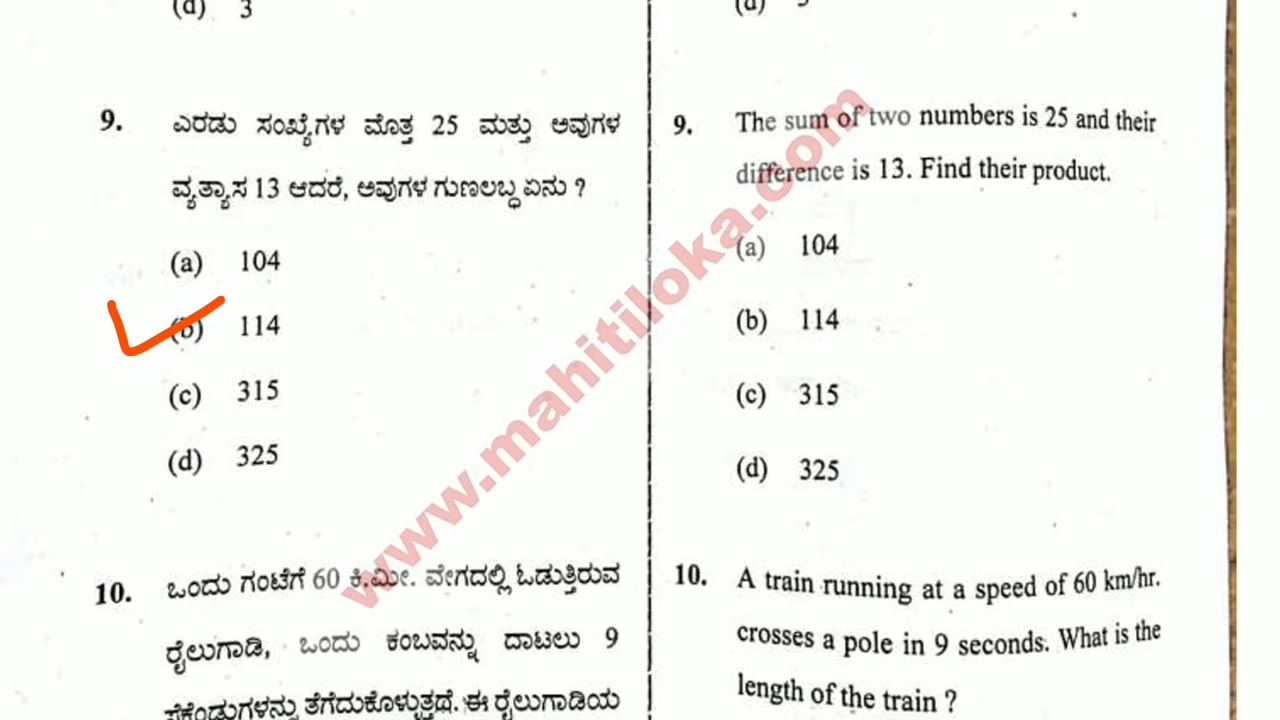 (d) 3
9. ಎರಡು ಸಂಖ್ಯೆಗಳ ಮೊತ್ತ 25 ಮತ್ತು ಅವುಗಳ
ವ್ಯತ್ಯಾಸ 13 ಆದರೆ, ಅವುಗಳ ಗುಣಲಬ್ಧ ಏನು ?
(a) 104
(b) 114
(c) 315
(d) 325
10. ಒಂದು ಗಂಟೆಗೆ 60 ಕಿ.ಮೀ. ವೇಗದಲ್ಲಿ ಓಡುತ್ತಿರುವ
ರೈಲುಗಾಡಿ, ಒಂದು ಕಂಬವನ್ನು ದಾಟಲು 9
ಸೆಕೆಂಡುಗಳನ್ನು ತೆಗೆದುಕೊಳ್ಳುತ್ತದೆ. ಈ ರೈಲುಗಾಡಿಯ
(d)
9. The sum of two numbers is 25 and their
difference is 13. Find their product.
(a) 104
(b) 114
(c) 315
(d) 325
10. A train running at a speed of 60 km/hr.
crosses a pole in 9 seconds. What is the
length of the train ?
www.mahitiloka.com